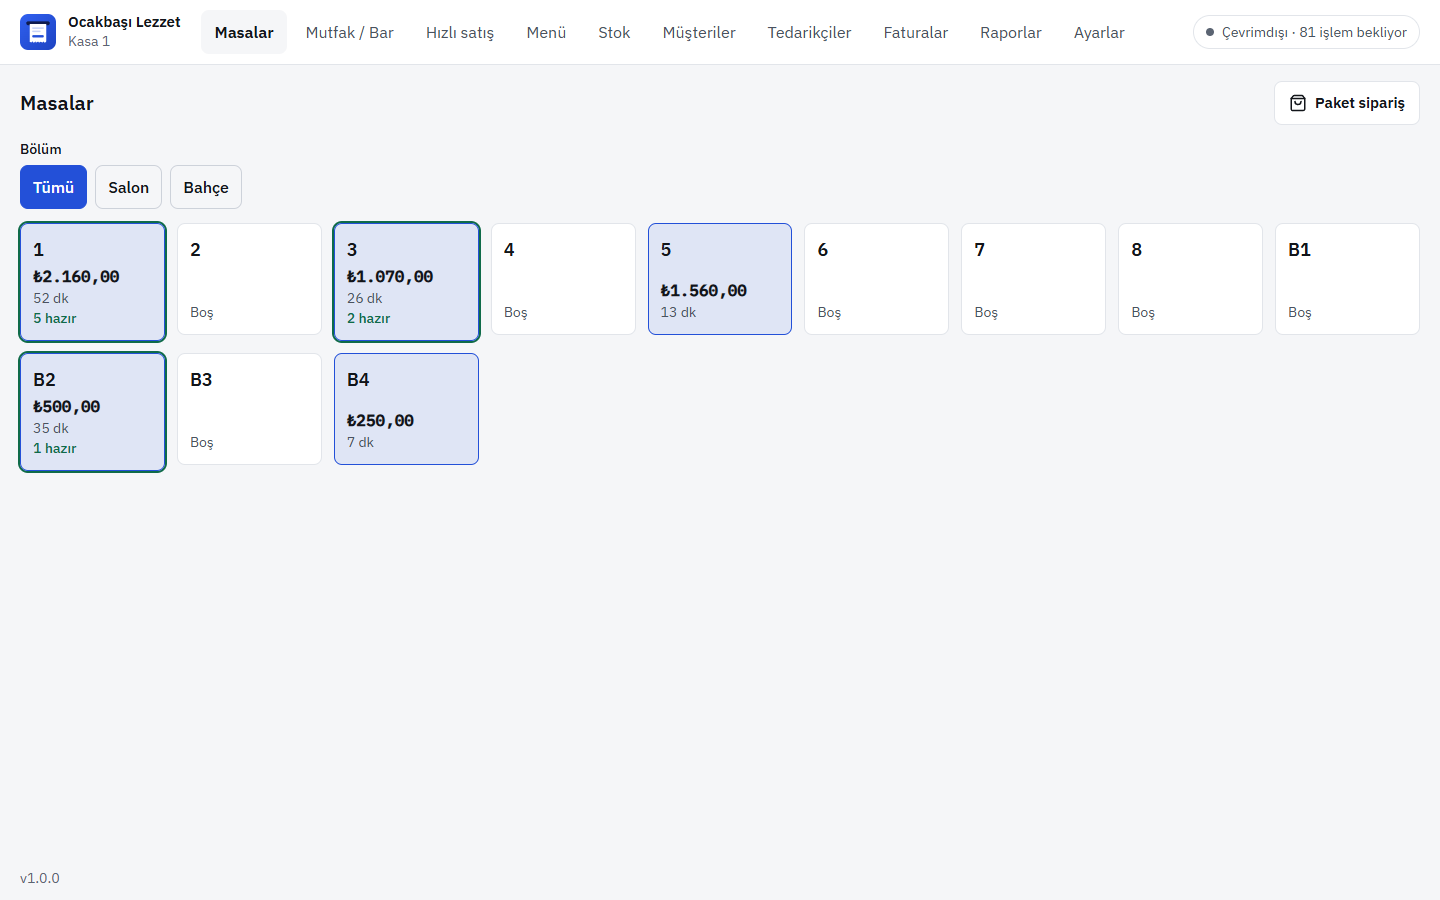 Ocakbaşı Lezzet
Kasa 1
Masalar
Mutfak / Bar
Hızlı satış
Menü
Stok
Müşteriler
Tedarikçiler
Faturalar
Raporlar
Ayarlar
Çevrimdışı · 81 işlem bekliyor
Masalar
Paket sipariş
Bölüm
Tümü
Salon
Bahçe
1
₺2.160,00
52 dk
5 hazır
2
Boş
3
₺1.070,00
26 dk
2 hazır
4
Boş
5
₺1.560,00
13 dk
6
Boş
7
Boş
8
Boş
B1
Boş
B2
₺500,00
35 dk
1 hazır
B3
Boş
B4
₺250,00
7 dk
v1.0.0